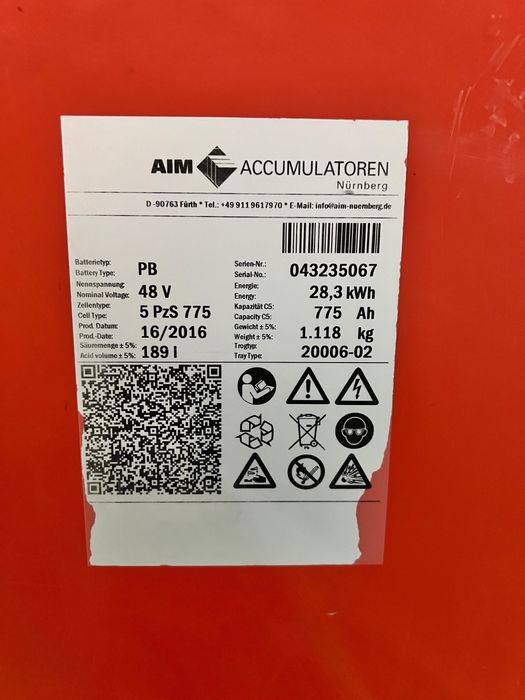 AIM ACCUMULATOREN
Nürnberg
D -90763 Fürth * Tel.: +49 911 9617970 * E-Mail: info@aim-nuernberg.de
Batterietyp: Serien-Nr.:
Battery Type: PB Serial-No.: 043235067
Nennspannung: Energie:
Nominal Voltage: 48 V Energy: 28,3 kWh
Zellentype: Kapazität C5:
Cell Type: 5 PzS 775 Capacity C5: 775 Ah
Prod. Datum: Gewicht ± 5%:
Prod.-Date: 16/2016 Weight ± 5%: 1.118 kg
Säuremenge ± 5%: Trogtyp:
Acid volume ± 5%: 189 l Tray Type: 20006-02
Pb